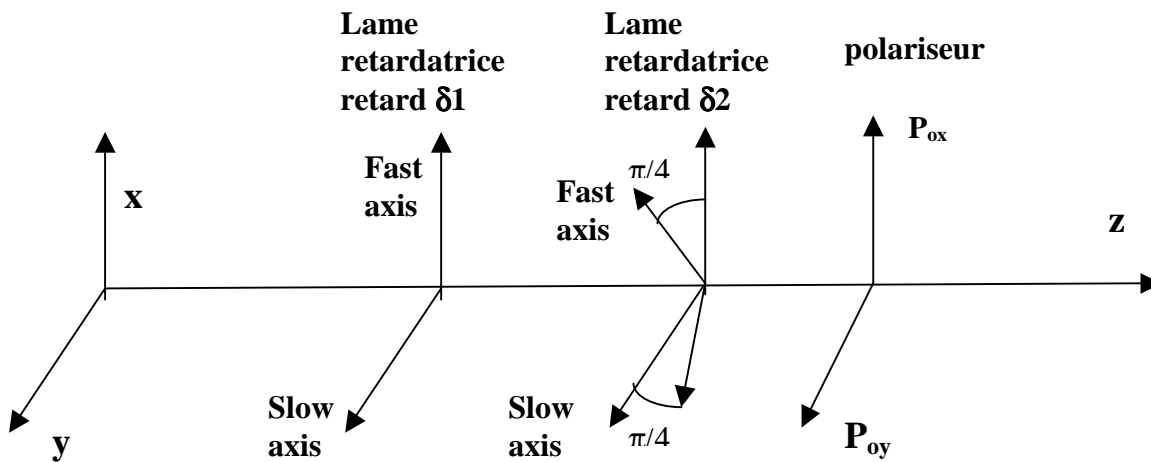 Lame
retardatrice
retard δ1
Lame
retardatrice
retard δ2
polariseur
x
Fast
axis
π/4
Fast
axis
Pox
z
y
Slow
axis
Slow
axis
π/4
Poy